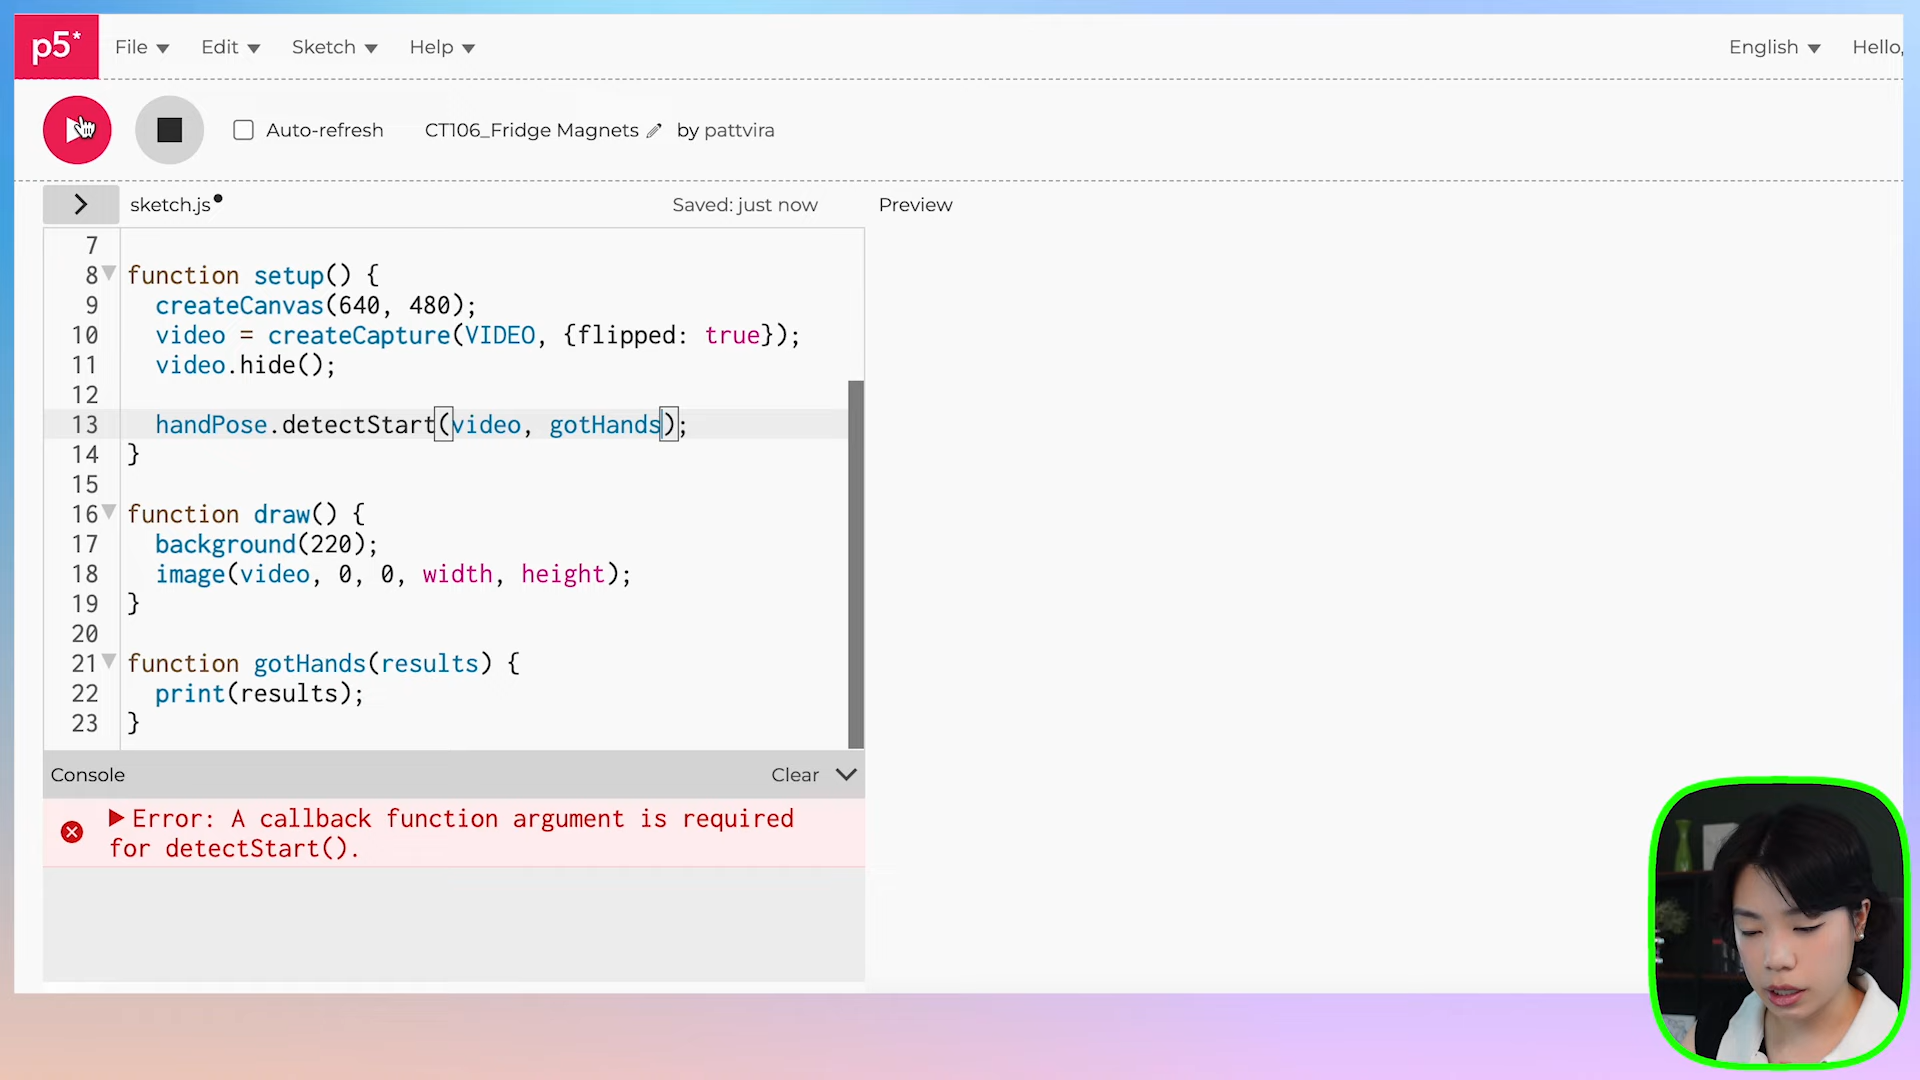 p5* File Edit Sketch Help English Hello,
Auto-refresh CT106_Fridge Magnets by pattvira
> sketch.js• Saved: just now Preview
7
8 function setup() {
9 createCanvas(640, 480);
10 video = createCapture(VIDEO, {flipped: true});
11 video.hide();
12
13 handPose.detectStart(video, gotHands);
14 }
15
16 function draw() {
17 background(220);
18 image(video, 0, 0, width, height);
19 }
20
21 function gotHands(results) {
22 print(results);
23 }
Console Clear
Error: A callback function argument is required
for detectStart().